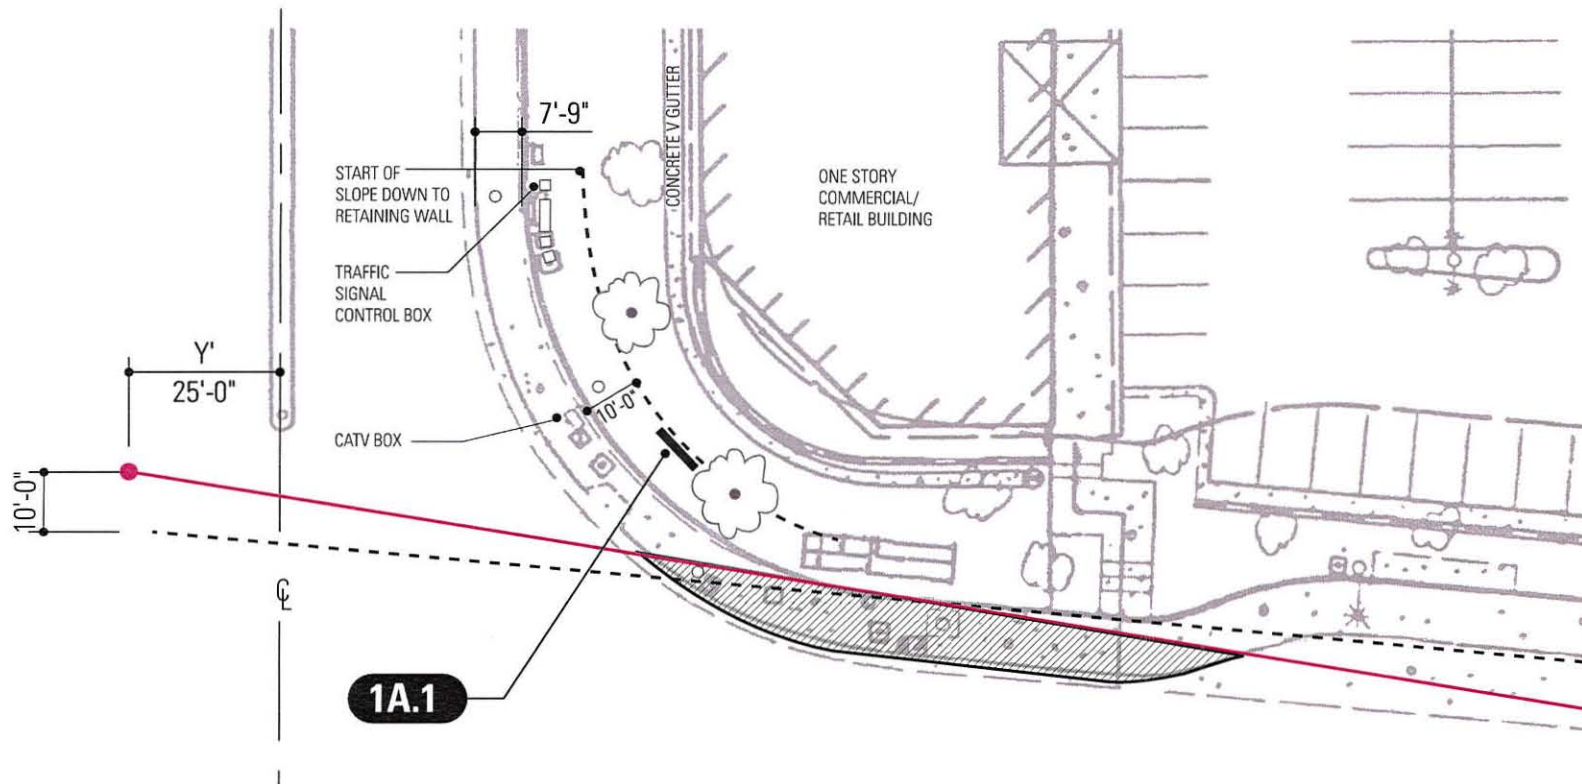 7'-9"
START OF
SLOPE DOWN TO
RETAINING WALL
CONCRETE V GUTTER
ONE STORY
COMMERCIAL/
RETAIL BUILDING
TRAFFIC
SIGNAL
CONTROL BOX
Y'
25'-0"
10'-0"
CATV BOX
10'-0"
℄
1A.1